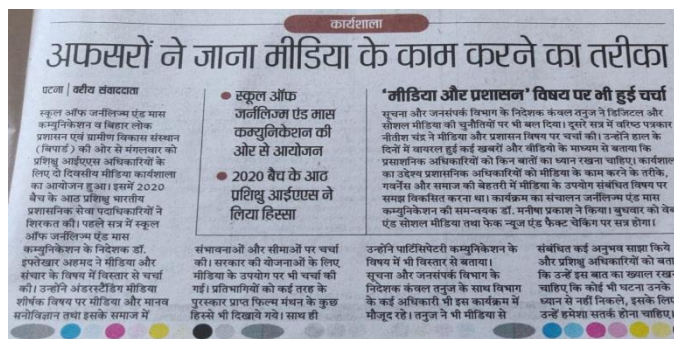 कार्यशाला
अफसरों ने जाना मीडिया के काम करने का तरीका
पटना | वरीय संवाददाता
स्कूल ऑफ जर्नलिज्म एंड मास
कम्युनिकेशन व बिहार लोक
प्रशासन एवं ग्रामीण विकास संस्थान
(बिपार्ड) की ओर से मंगलवार को
प्रशिक्षु आईएएस अधिकारियों के
लिए दो दिवसीय मीडिया कार्यशाला
का आयोजन हुआ। इसमें 2020
बैच के आठ प्रशिक्षु भारतीय
प्रशासनिक सेवा पदाधिकारियों ने
शिरकत की। पहले सत्र में स्कूल
ऑफ जर्नलिज्म एंड मास
कम्युनिकेशन के निदेशक डॉ.
इफ्तेखार अहमद ने मीडिया और
संचार के विषय में विस्तार से चर्चा
की। उन्होंने अंडरस्टैंडिंग मीडिया
शीर्षक विषय पर मीडिया और मानव
मनोविज्ञान तथा इसके समाज में
● स्कूल ऑफ
जर्नलिज्म एंड मास
कम्युनिकेशन की
ओर से आयोजन
● 2020 बैच के आठ
प्रशिक्षु आईएएस ने
लिया हिस्सा
संभावनाओं और सीमाओं पर चर्चा
की। सरकार की योजनाओं के लिए
मीडिया के उपयोग पर भी चर्चा की
गई। प्रतिभागियों को कई तरह के
पुरस्कार प्राप्त फिल्म मंथन के कुछ
हिस्से भी दिखाये गये। साथ ही
'मीडिया और प्रशासन' विषय पर भी हुई चर्चा
सूचना और जनसंपर्क विभाग के निदेशक कंवल तनुज ने डिजिटल और
सोशल मीडिया की चुनौतियों पर भी बल दिया। दूसरे सत्र में वरिष्ठ पत्रकार
नीतीश चंद्र ने मीडिया और प्रशासन विषय पर चर्चा की। उन्होंने हाल के
दिनों में वायरल हुई कई खबरों और वीडियो के माध्यम से बताया कि
प्रशासनिक अधिकारियों को किन बातों का ध्यान रखना चाहिए। कार्यशाल
का उद्देश्य प्रशासनिक अधिकारियों को मीडिया के काम करने के तरीके,
गवर्नेंस और समाज की बेहतरी में मीडिया के उपयोग संबंधित विषय पर
समझ विकसित करना था। कार्यक्रम का संचालन जर्नलिज्म एंड मास
कम्युनिकेशन की समन्वयक डॉ. मनीषा प्रकाश ने किया। बुधवार को वेब
एंड सोशल मीडिया तथा फेक न्यूज एंड फैक्ट चेकिंग पर सत्र होगा।
उन्होंने पार्टिसिपेटरी कम्युनिकेशन के
विषय में भी विस्तार से बताया।
सूचना और जनसंपर्क विभाग के
निदेशक कंवल तनुज के साथ विभाग
के कई अधिकारी भी इस कार्यक्रम में
मौजूद रहे। तनुज ने भी मीडिया से
संबंधित कई अनुभव साझा किये
और प्रशिक्षु अधिकारियों को बता
कि उन्हें इस बात का ख्याल रखन
चाहिए कि कोई भी घटना उनके
ध्यान से नहीं निकले, इसके लिए
उन्हें हमेशा सतर्क होना चाहिए।